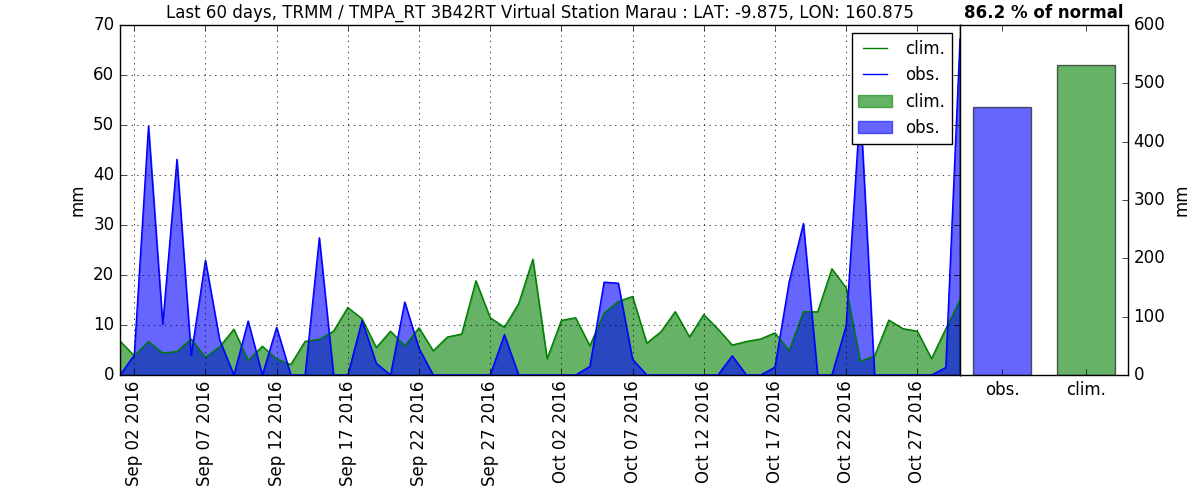 Last 60 days, TRMM / TMPA_RT 3B42RT Virtual Station Marau : LAT: -9.875, LON: 160.875
86.2 % of normal
70
60
50
40
30
20
10
0
mm
clim.
obs.
clim.
obs.
600
500
400
300
200
100
0
mm
obs.
clim.
Sep 02 2016
Sep 07 2016
Sep 12 2016
Sep 17 2016
Sep 22 2016
Sep 27 2016
Oct 02 2016
Oct 07 2016
Oct 12 2016
Oct 17 2016
Oct 22 2016
Oct 27 2016